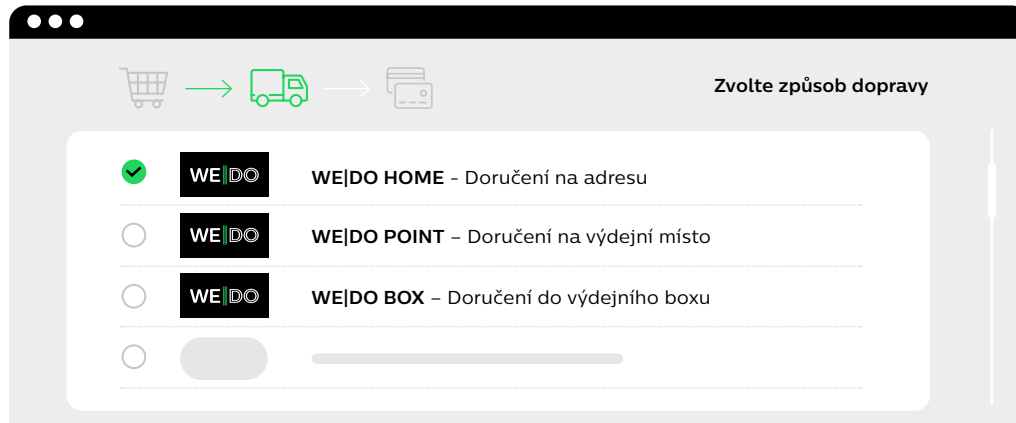 Zvolte způsob dopravy
WE|DO WE|DO HOME - Doručení na adresu
WE|DO WE|DO POINT – Doručení na výdejní místo
WE|DO WE|DO BOX – Doručení do výdejního boxu